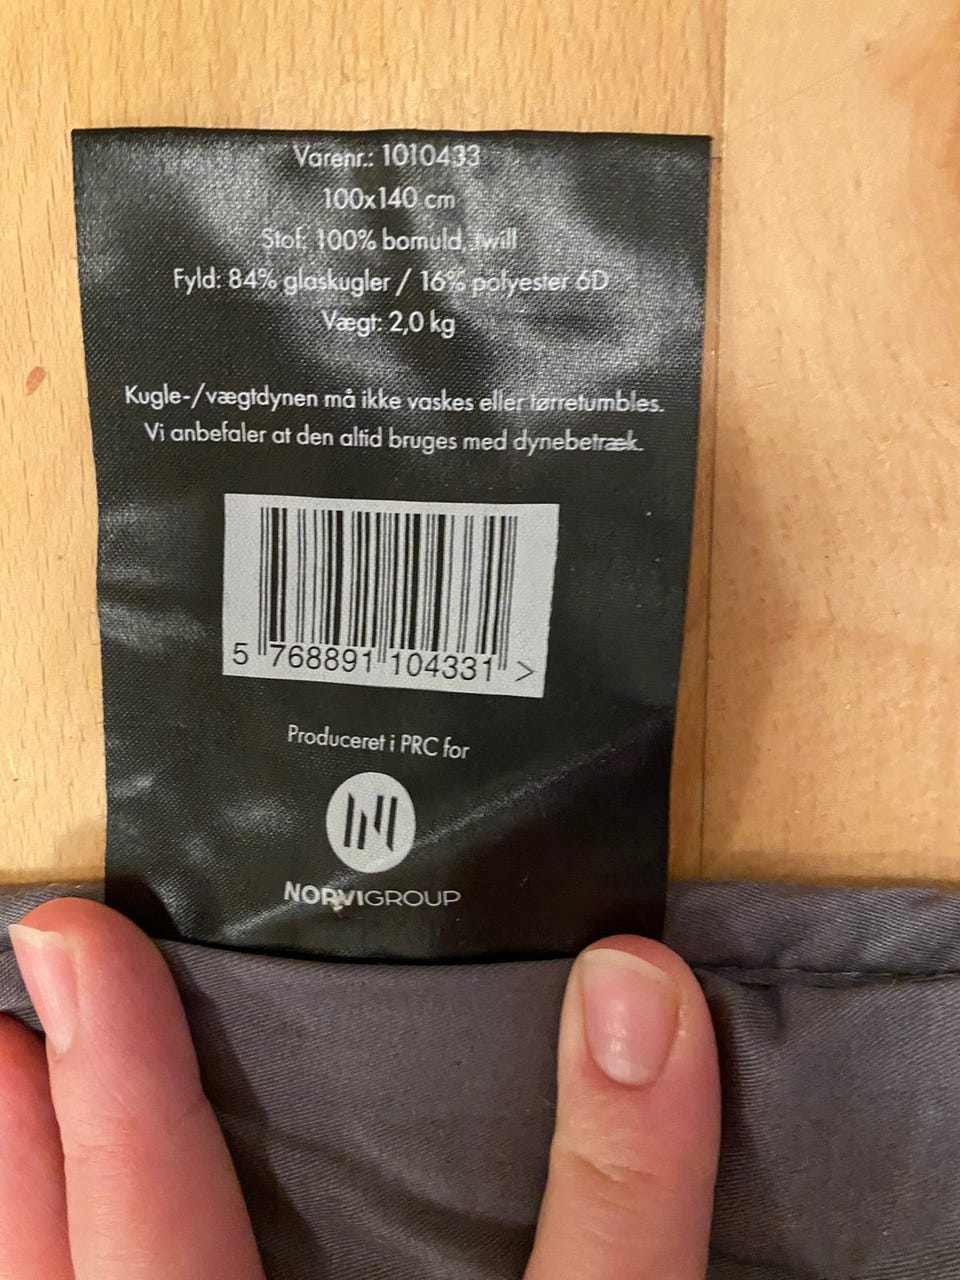 Varenr.: 1010433
100x140 cm
Stof: 100% bomuld, twill
Fyld: 84% glaskugler / 16% polyester 6D
Vægt: 2,0 kg
Kugle-/vægtdynen må ikke vaskes eller tørretumbles.
Vi anbefaler at den altid bruges med dynebetræk.
5 768891 104331 >
Produceret i PRC for
NORVIGROUP